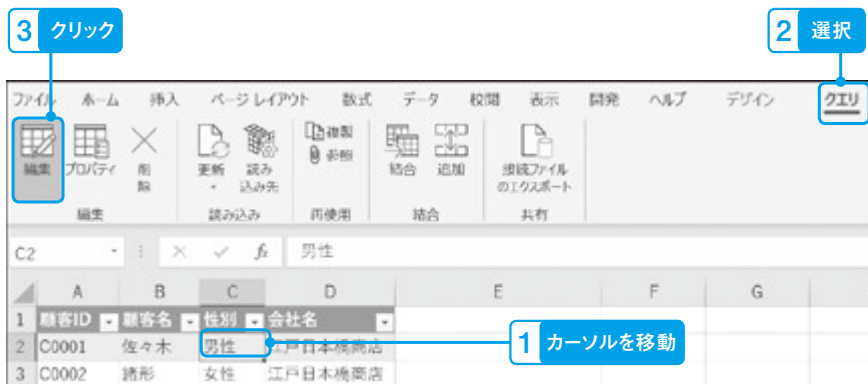 3 クリック
2 選択
ファイル ホーム 挿入 ページ レイアウト 数式 データ 校閲 表示 開発 ヘルプ デザイン クエリ
編集 プロパティ 削除 更新 読み込み先 複製 参照 結合 追加 接続ファイルのエクスポート
編集 読み込み 再使用 結合 共有
C2 fx 男性
A B C D E F G
1 顧客ID 顧客名 性別 会社名
2 C0001 佐々木 男性 江戸日本橋商店
1 カーソルを移動
3 C0002 諸形 女性 江戸日本橋商店